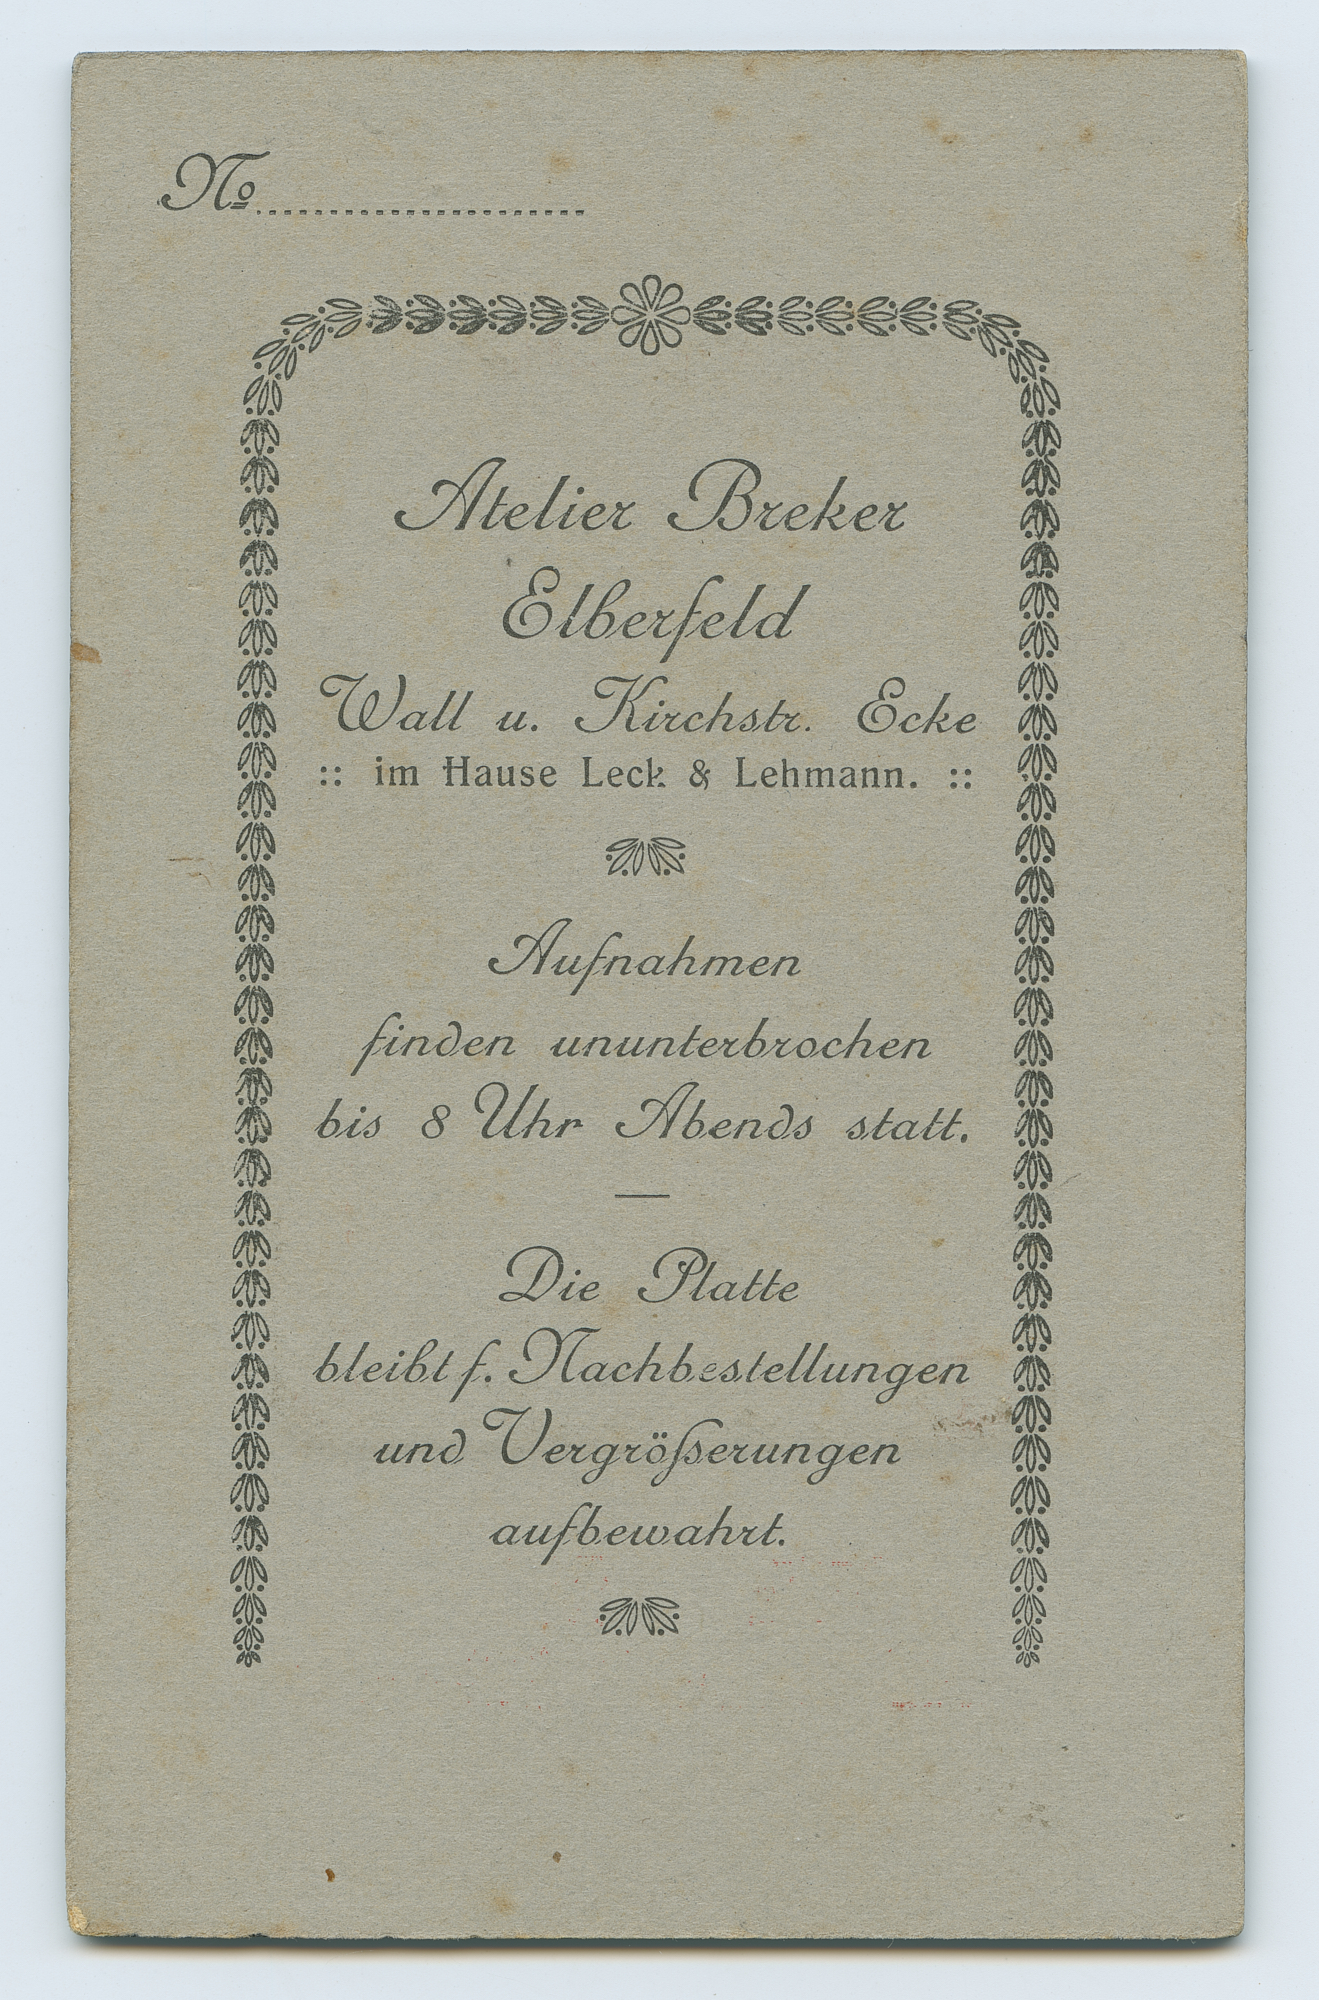 No.......................
Atelier Breker
Elberfeld
Wall u. Kirchstr. Ecke
:: im Hause Leck & Lehmann. ::
Aufnahmen
finden ununterbrochen
bis 8 Uhr Abends statt.
Die Platte
bleibt f. Nachbestellungen
und Vergröſserungen
aufbewahrt.